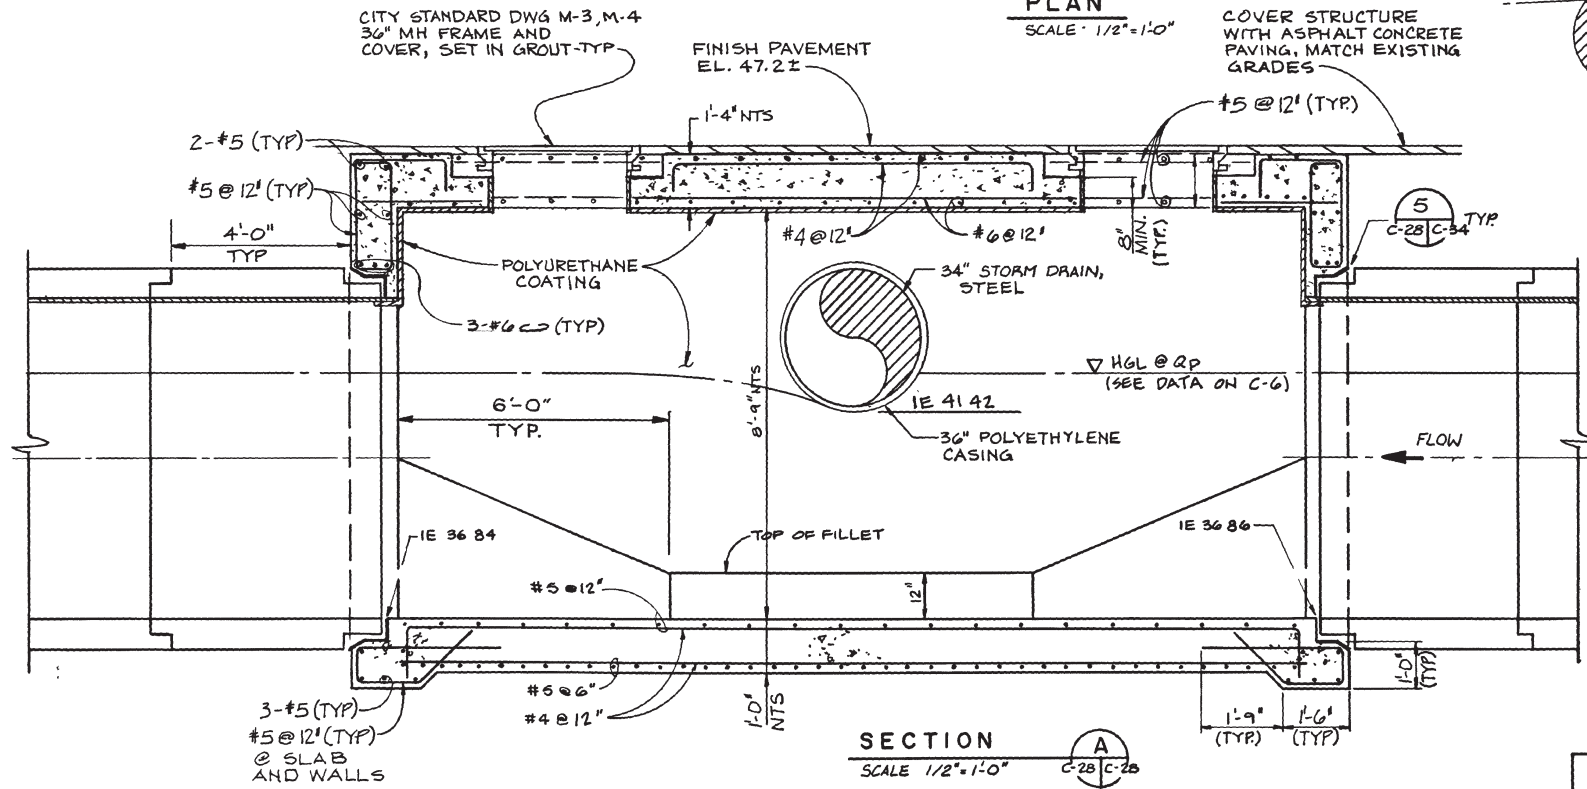 PLAN
SCALE · 1/2"=1'-0"
CITY STANDARD DWG M-3, M-4
36" MH FRAME AND
COVER, SET IN GROUT-TYP
FINISH PAVEMENT
EL. 47.2±
COVER STRUCTURE
WITH ASPHALT CONCRETE
PAVING, MATCH EXISTING
GRADES
1'-4" NTS
#5 @ 12" (TYP.)
2-#5 (TYP)
#5 @ 12" (TYP)
4'-0"
TYP
5
C-28 C-34
TYP.
#4 @ 12"
#6 @ 12"
8"
MIN.
(TYP.)
POLYURETHANE
COATING
34" STORM DRAIN,
STEEL
3-#6 (TYP)
HGL @ QP
(SEE DATA ON C-6)
6'-0"
TYP.
8'-9" NTS
IE 41 42
36" POLYETHYLENE
CASING
FLOW
IE 36 84
TOP OF FILLET
IE 36 86
#5 @ 12"
12"
#5 @ 6"
#4 @ 12"
1'-0"
NTS
1'-0"
(TYP)
3-#5 (TYP)
#5 @ 12" (TYP)
@ SLAB
AND WALLS
1'-9"
(TYP.)
1'-6"
(TYP)
SECTION
SCALE 1/2"=1'-0"
A
C-28 C-28